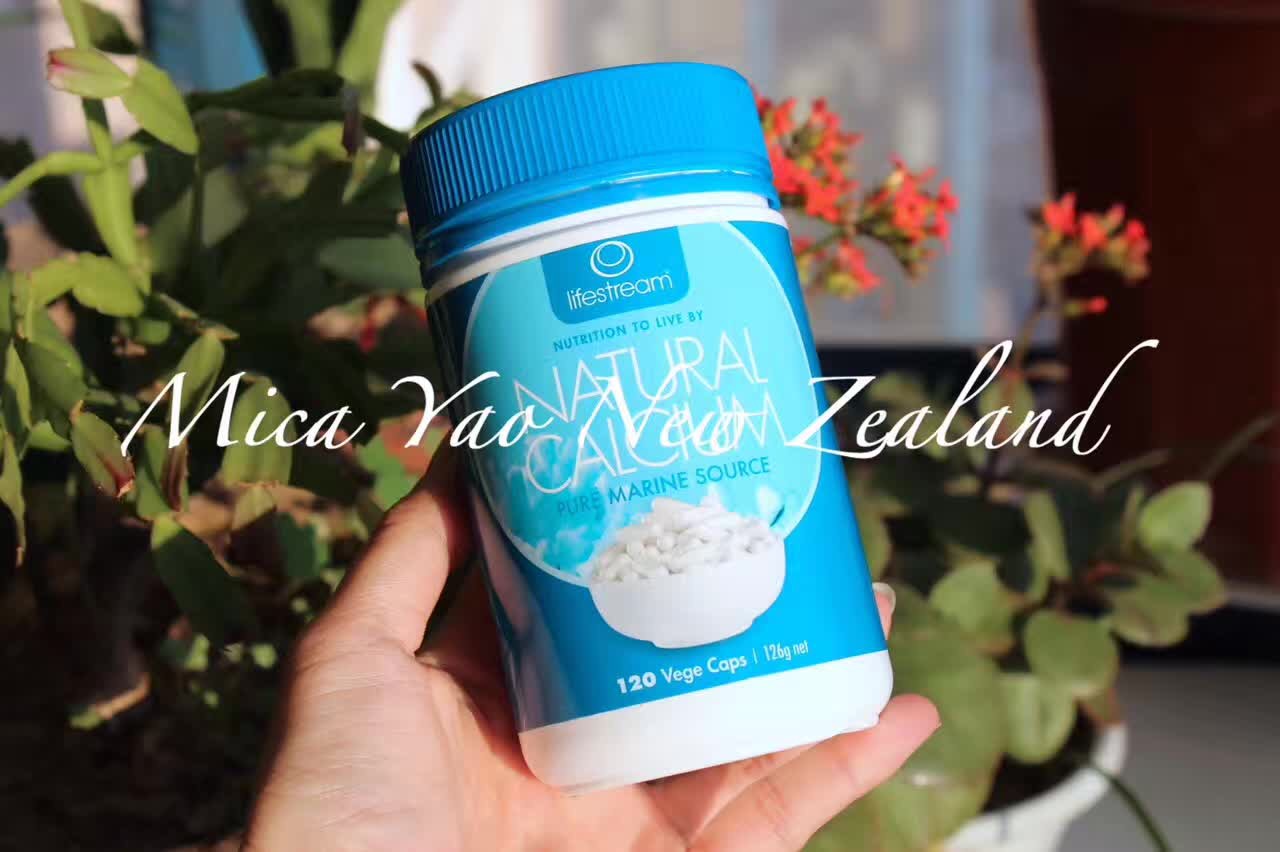 lifestream
NUTRITION TO LIVE BY
NATURAL
CALCIUM
Mica Yao New Zealand
PURE MARINE SOURCE
120 Vege Caps | 126g net